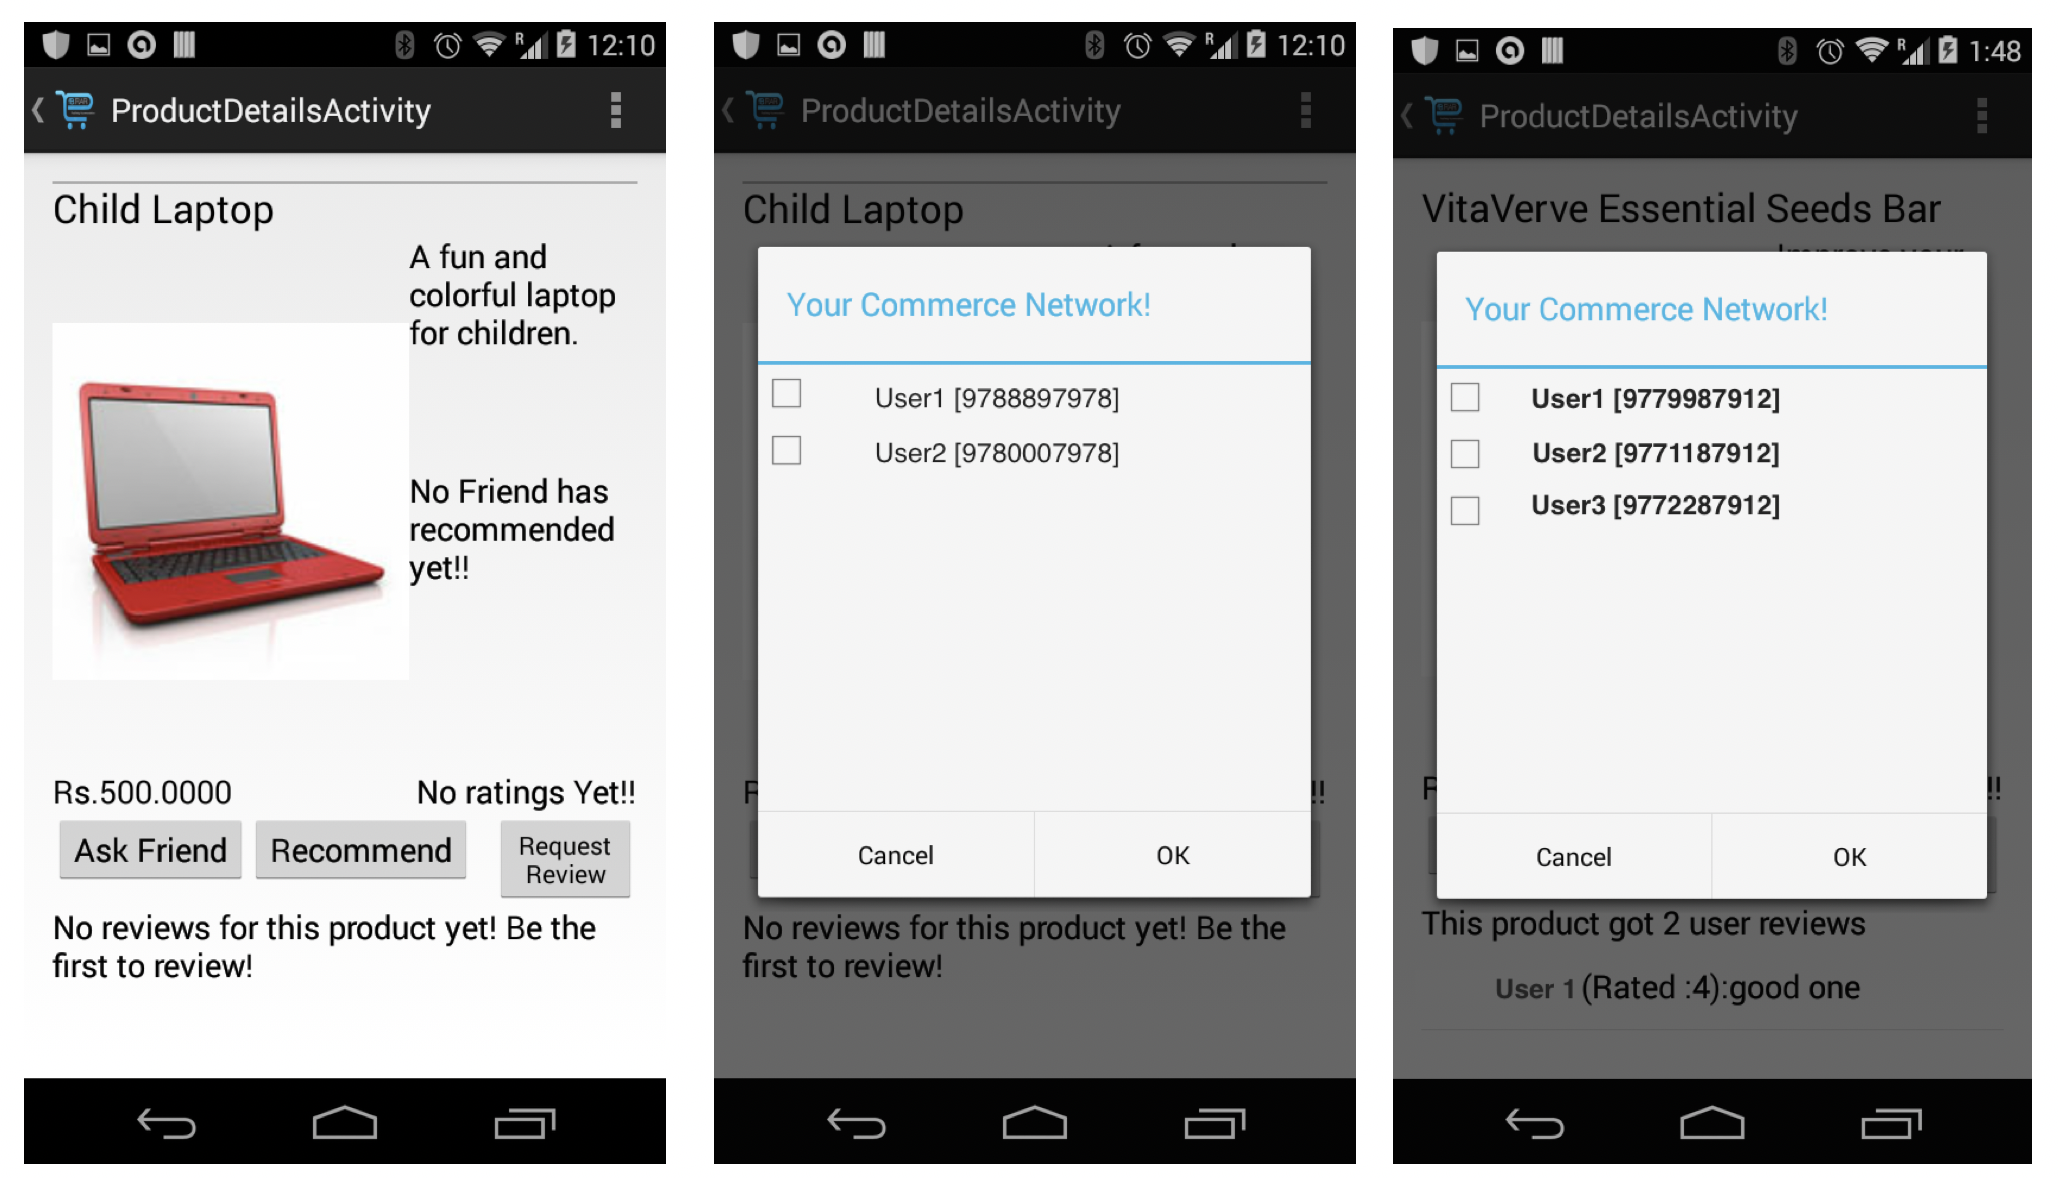 R 12:10
ProductDetailsActivity
Child Laptop
A fun and
colorful laptop
for children.
No Friend has
recommended
yet!!
Rs.500.0000 No ratings Yet!!
Ask Friend Recommend Request
Review
No reviews for this product yet! Be the
first to review!
R 12:10
ProductDetailsActivity
Child Laptop
Your Commerce Network!
User1 [9788897978]
User2 [9780007978]
R !!
Cancel OK
No reviews for this product yet! Be the
first to review!
R 1:48
ProductDetailsActivity
VitaVerve Essential Seeds Bar
Improve your
Your Commerce Network!
User1 [9779987912]
User2 [9771187912]
User3 [9772287912]
R !!
Cancel OK
This product got 2 user reviews
User 1 (Rated :4):good one